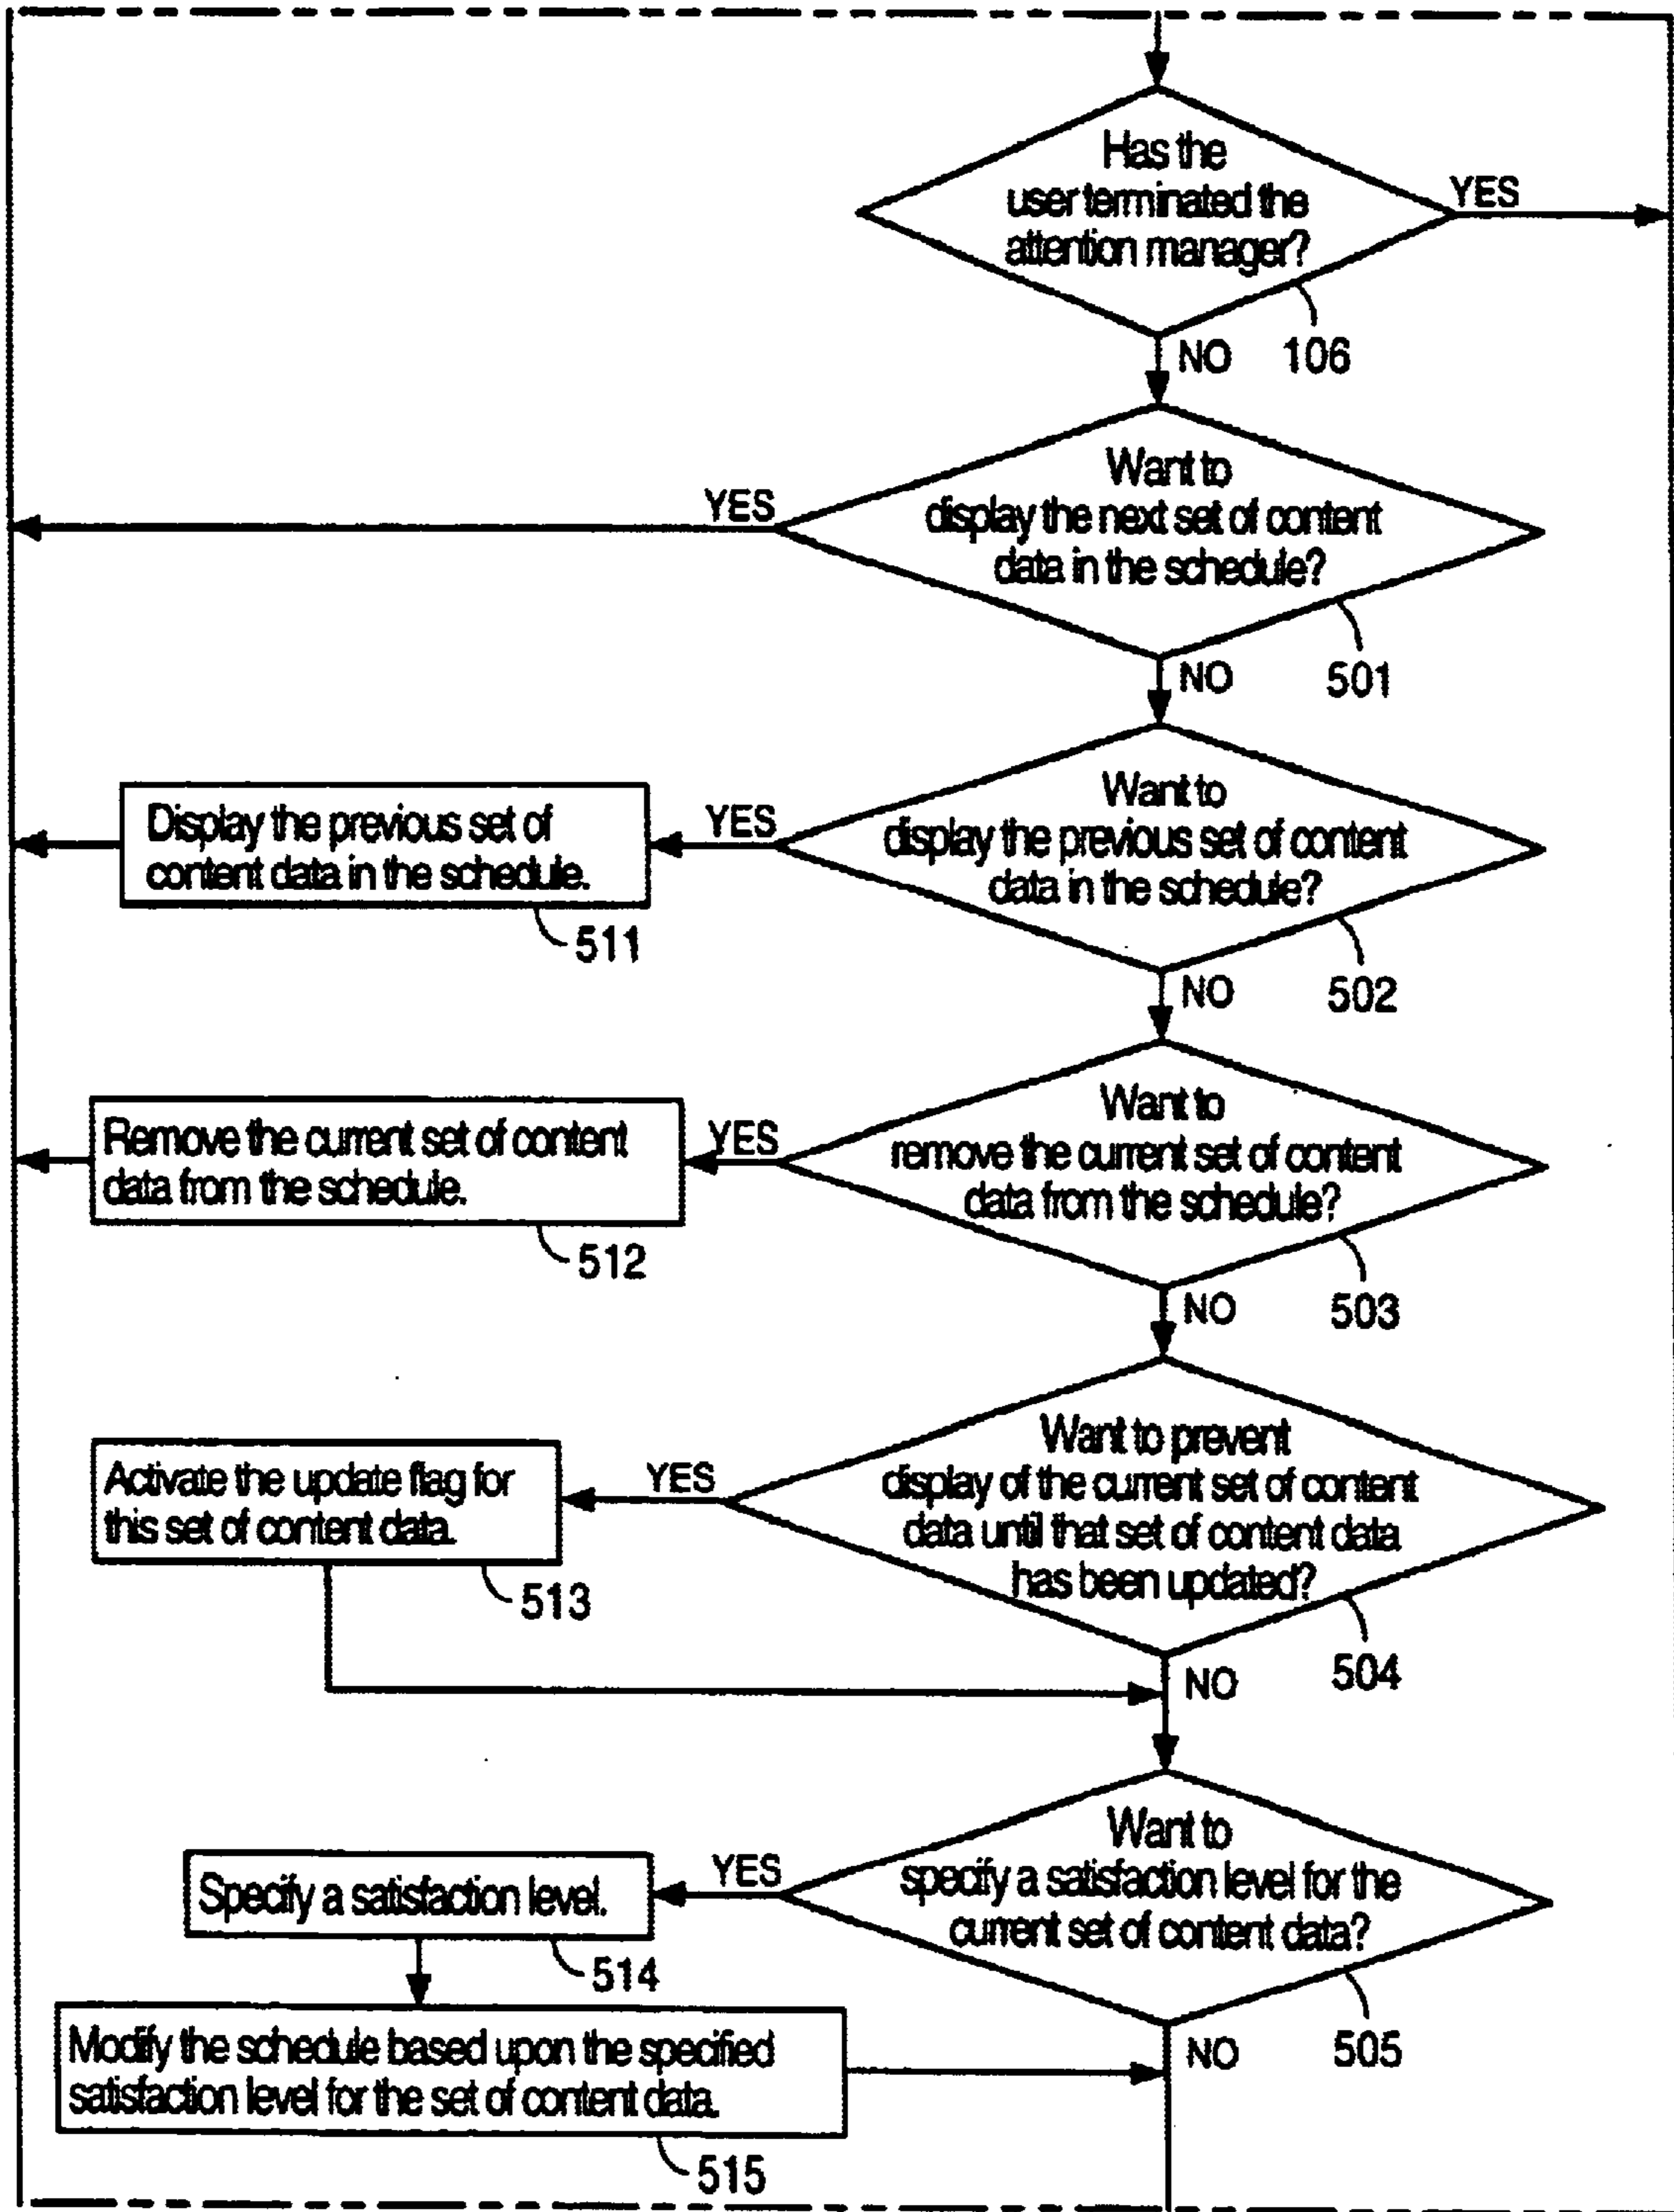 Has the
user terminated the
attention manager?
YES
NO
106
Want to
display the next set of content
data in the schedule?
YES
NO
501
Want to
display the previous set of content
data in the schedule?
YES
Display the previous set of
content data in the schedule.
511
NO
502
Want to
remove the current set of content
data from the schedule?
YES
Remove the current set of content
data from the schedule.
512
NO
503
Want to prevent
display of the current set of content
data until that set of content data
has been updated?
YES
Activate the update flag for
this set of content data.
513
NO
504
Want to
specify a satisfaction level for the
current set of content data?
YES
Specify a satisfaction level.
514
Modify the schedule based upon the specified
satisfaction level for the set of content data.
515
NO
505